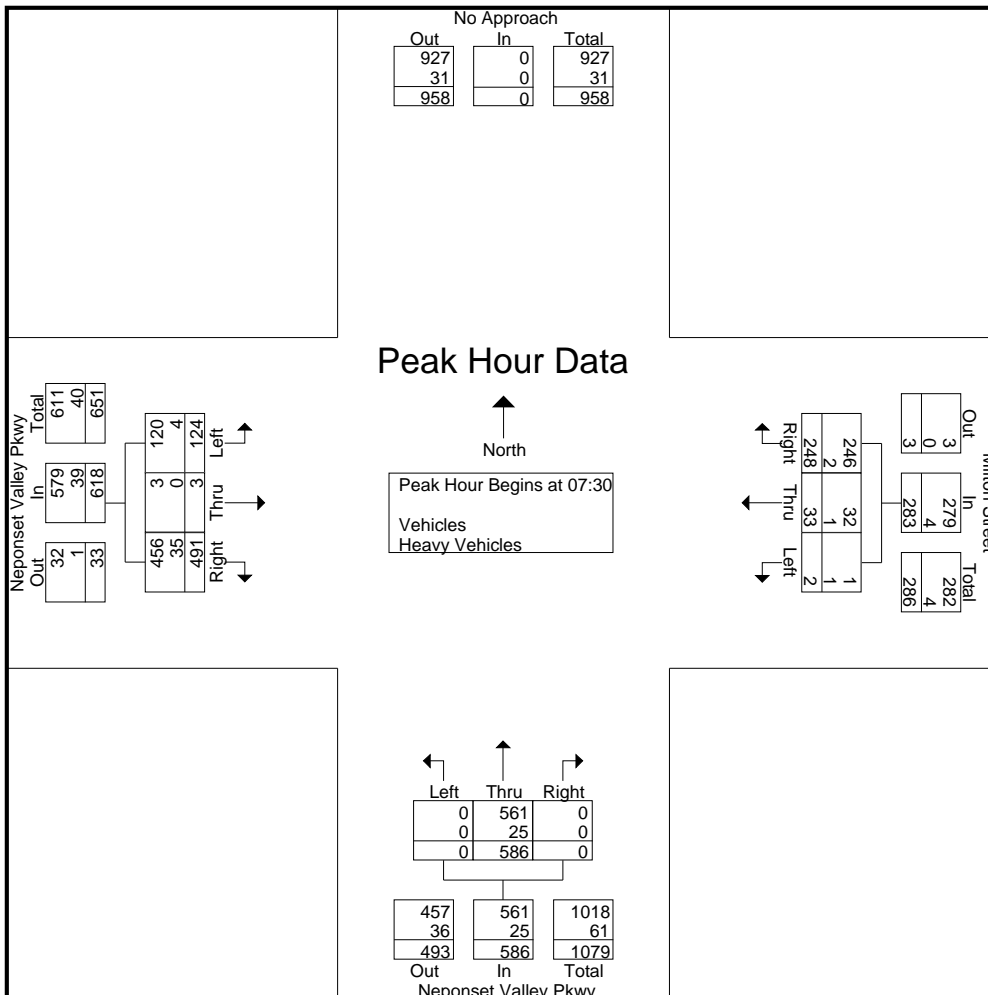 No Approach
Out In Total
927 0 927
31 0 31
958 0 958
Peak Hour Data
North
Peak Hour Begins at 07:30
Vehicles
Heavy Vehicles
Neponset Valley Pkwy
Out In Total
32 579 611
1 39 40
33 618 651
Left Thru Right
120 3 456
4 0 35
124 3 491
Milton Street
Out In Total
3 279 282
0 4 4
3 283 286
Right Thru Left
246 32 1
2 1 1
248 33 2
Left Thru Right
0 561 0
0 25 0
0 586 0
457 561 1018
36 25 61
493 586 1079
Out In Total
Neponset Valley Pkwy